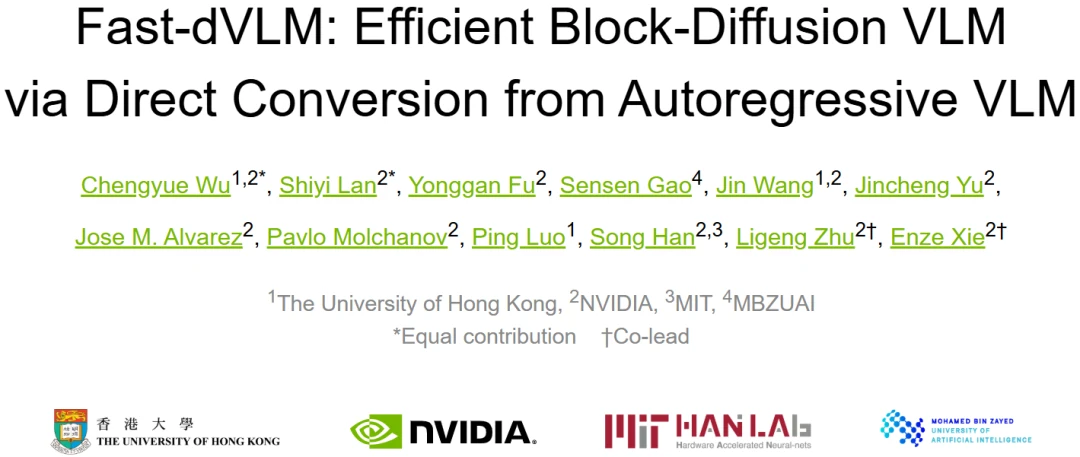 Fast-dVLM: Efficient Block-Diffusion VLM
via Direct Conversion from Autoregressive VLM
Chengyue Wu1,2*, Shiyi Lan2*, Yonggan Fu2, Sensen Gao4, Jin Wang1,2, Jincheng Yu2,
Jose M. Alvarez2, Pavlo Molchanov2, Ping Luo1, Song Han2,3, Ligeng Zhu2†, Enze Xie2†
1The University of Hong Kong, 2NVIDIA, 3MIT, 4MBZUAI
*Equal contribution †Co-lead
香港大學
THE UNIVERSITY OF HONG KONG
NVIDIA.
MIT HAN LAb
Hardware Accelerated Neural-nets
MOHAMED BIN ZAYED
UNIVERSITY OF
ARTIFICIAL INTELLIGENCE